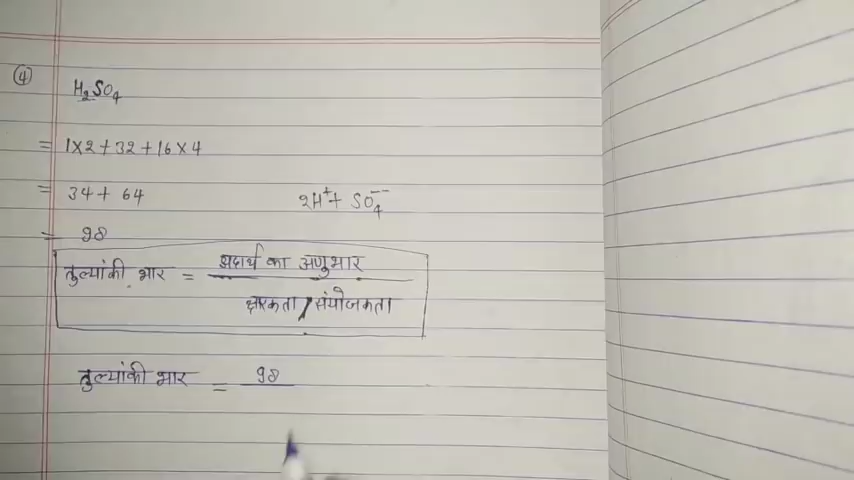 ④ H₂SO₄
= 1×2+32+16×4
= 34+64
2H⁺+ SO₄⁻⁻
= 98
तुल्यांकी भार = पदार्थ का अणुभार
क्षारकता / संयोजकता
तुल्यांकी भार = 98